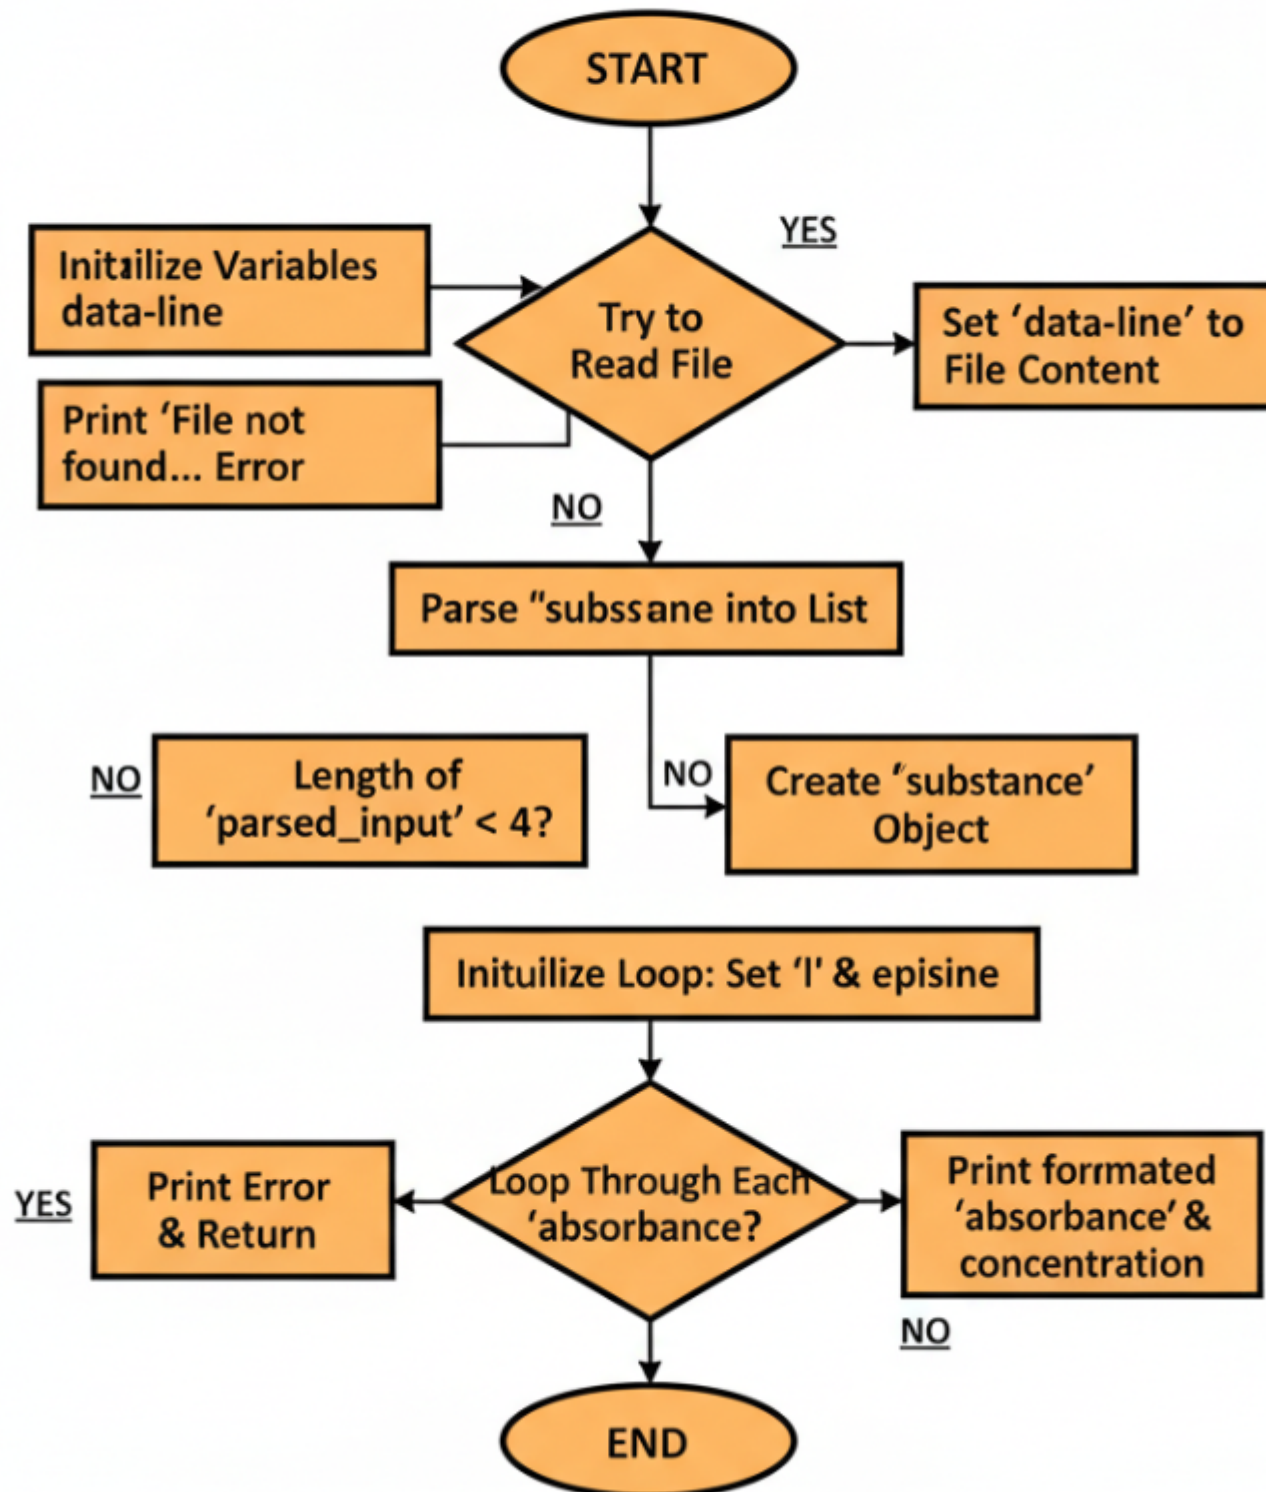 START
YES
Initailize Variables
data-line
Try to
Read File
Set ‘data-line’ to
File Content
Print ‘File not
found... Error
NO
Parse "subssane into List
NO
Length of
‘parsed_input’ < 4?
NO
Create “substance’
Object
Inituilize Loop: Set ‘l’ & episine
YES
Print Error
& Return
Loop Through Each
‘absorbance?
Print formated
‘absorbance’ &
concentration
NO
END